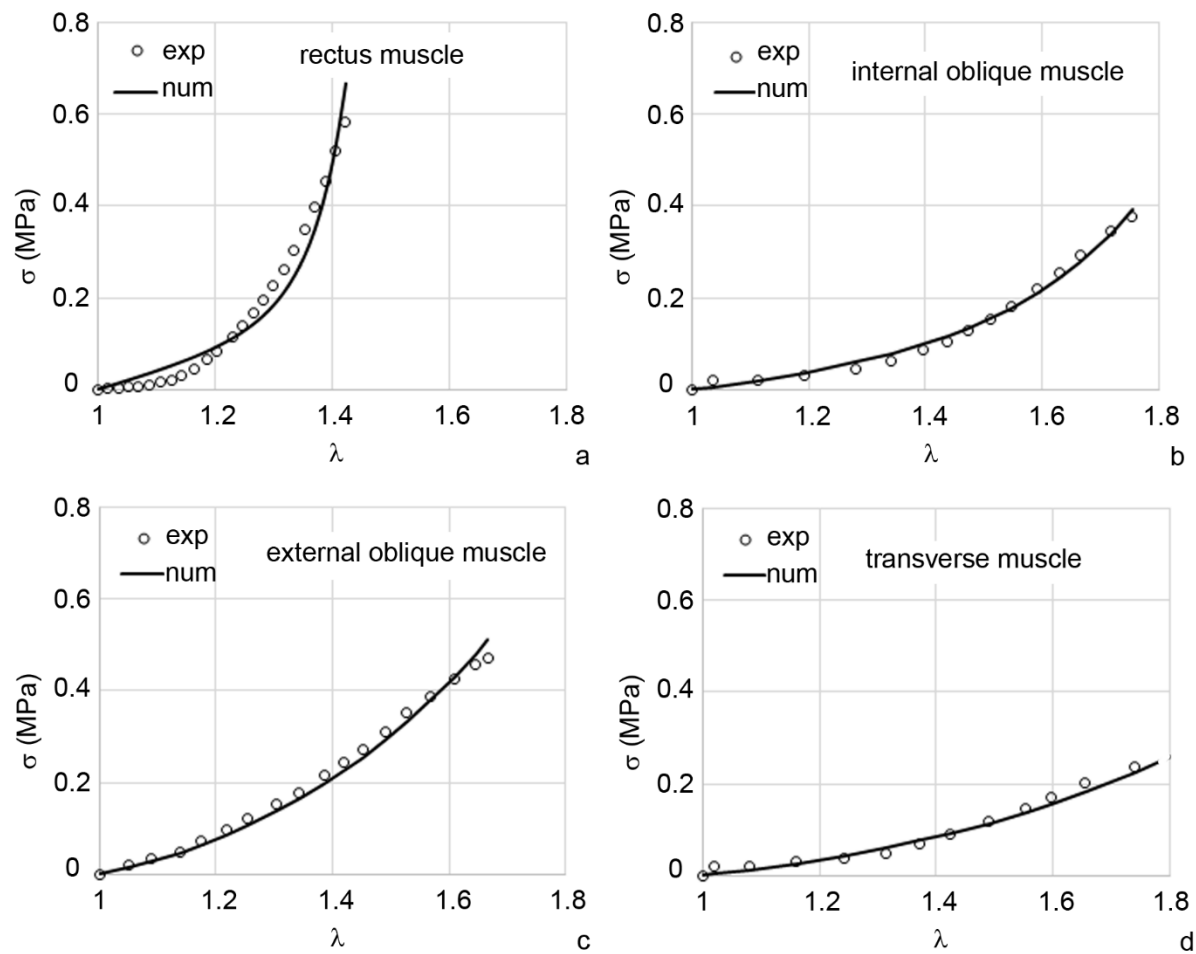 0.8
exp
num
rectus muscle
0.6
0.4
0.2
0
σ (MPa)
1
1.2
1.4
1.6
1.8
λ
a
0.8
exp
num
internal oblique muscle
0.6
0.4
0.2
0
σ (MPa)
1
1.2
1.4
1.6
1.8
λ
b
0.8
exp
num
external oblique muscle
0.6
0.4
0.2
0
σ (MPa)
1
1.2
1.4
1.6
1.8
λ
c
0.8
exp
num
transverse muscle
0.6
0.4
0.2
0
σ (MPa)
1
1.2
1.4
1.6
1.8
λ
d